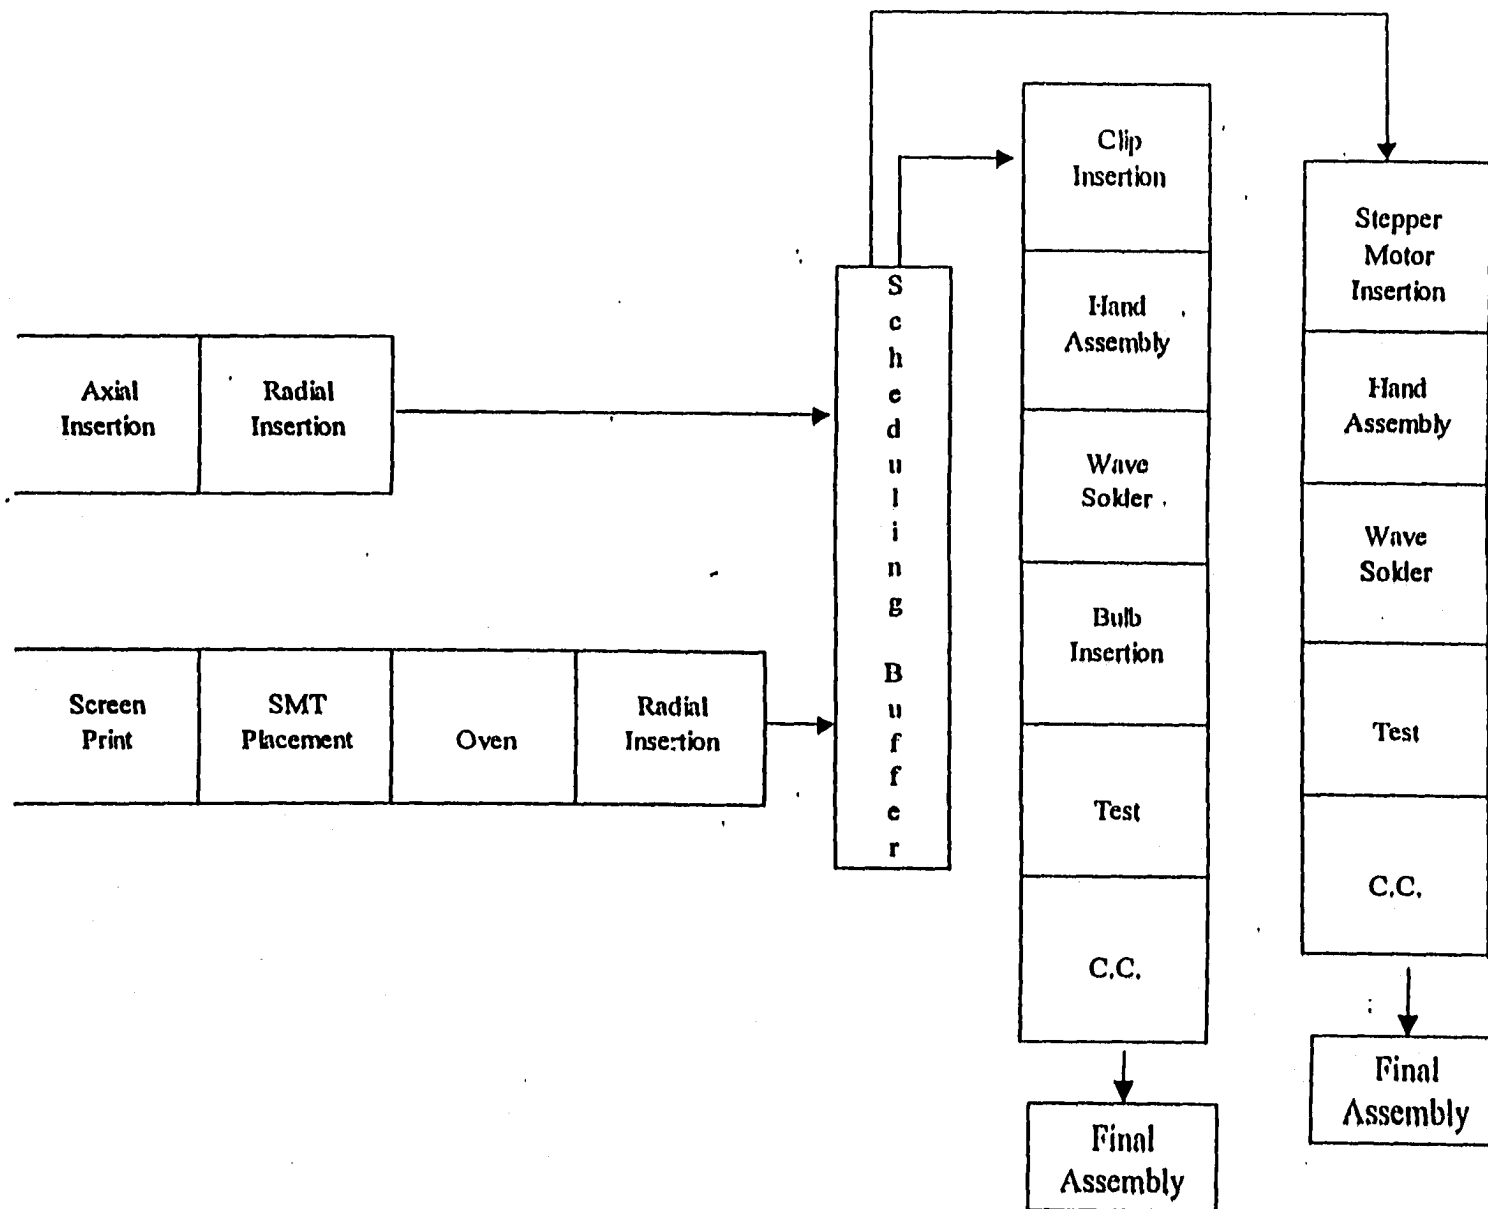 Axial
Insertion
Radial
Insertion
Screen
Print
SMT
Placement
Oven
Radial
Insertion
S
c
h
e
d
u
l
i
n
g
B
u
f
f
e
r
Clip
Insertion
Hand
Assembly
Wave
Solder
Bulb
Insertion
Test
C.C.
Final
Assembly
Stepper
Motor
Insertion
Hand
Assembly
Wave
Solder
Test
C.C.
Final
Assembly